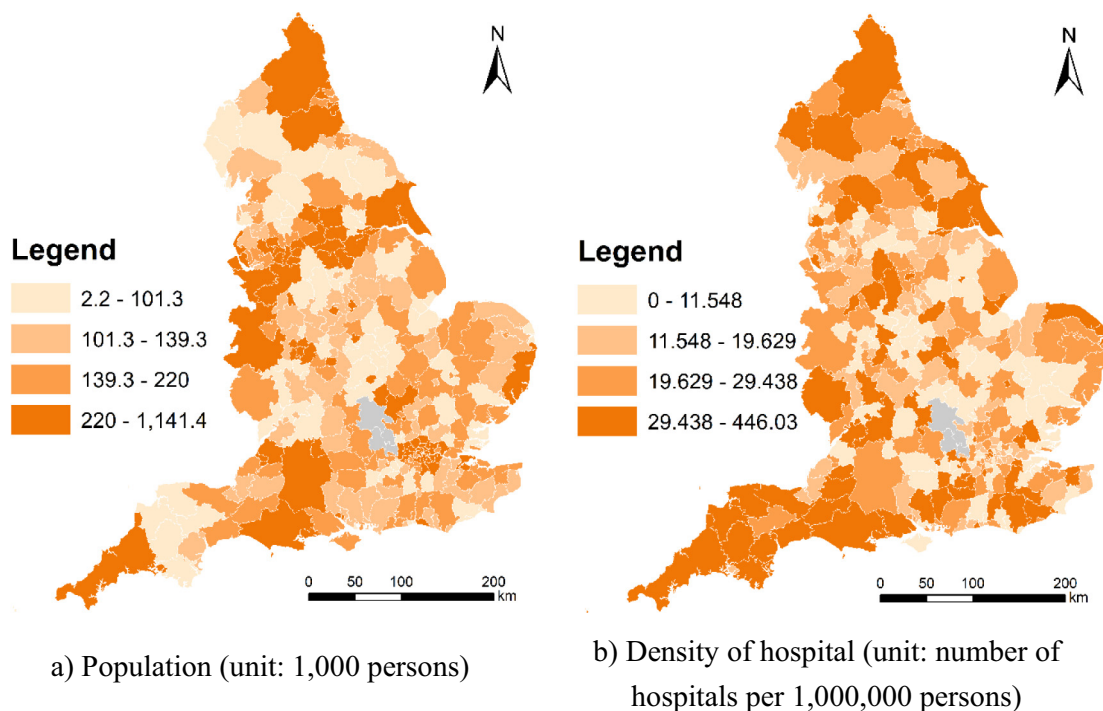 N
Legend
2.2 - 101.3
101.3 - 139.3
139.3 - 220
220 - 1,141.4
0 50 100 200
km
a) Population (unit: 1,000 persons)
N
Legend
0 - 11.548
11.548 - 19.629
19.629 - 29.438
29.438 - 446.03
0 50 100 200
km
b) Density of hospital (unit: number of
hospitals per 1,000,000 persons)